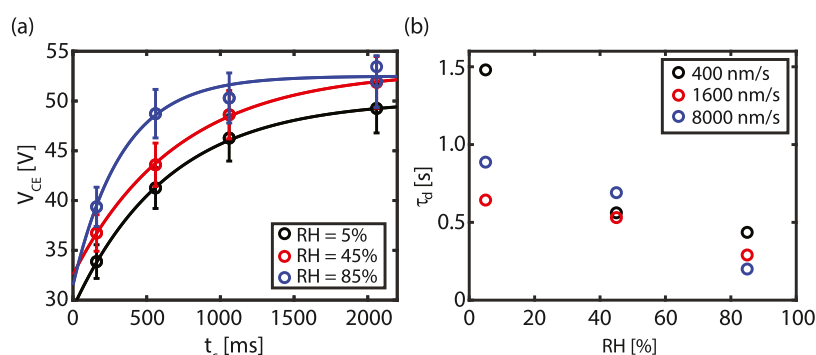 (a)
55
50
45
40
35
30
V_CE [V]
0
500
1000
1500
2000
RH = 5%
RH = 45%
RH = 85%
(b)
1.5
1.0
0.5
0
τ_d [s]
0
20
40
60
80
100
RH [%]
400 nm/s
1600 nm/s
8000 nm/s